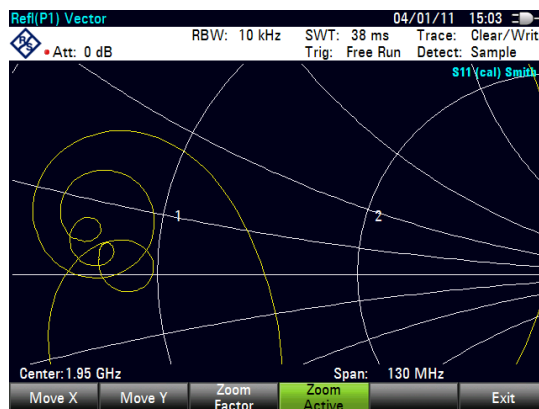 Refl(P1) Vector 04/01/11 15:03
RBW: 10 kHz SWT: 38 ms Trace: Clear/Writ
Att: 0 dB Trig: Free Run Detect: Sample
S11 (cal) Smith
1 2
Center: 1.95 GHz Span: 130 MHz
Move X Move Y Zoom Factor Zoom Active Exit